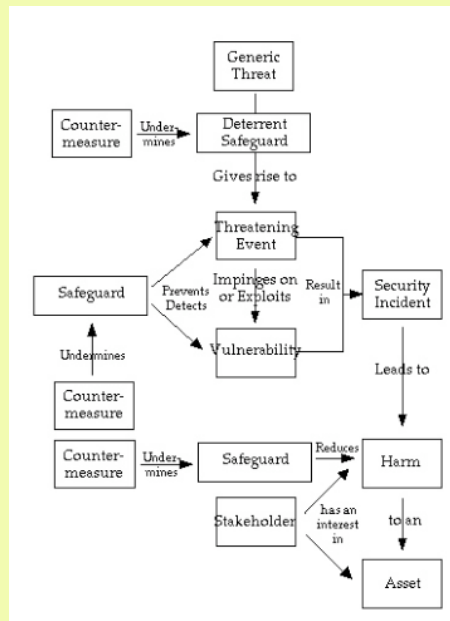 Generic
Threat
Counter-
measure
Under-
mines
Deterrent
Safeguard
Gives rise to
Threatening
Event
Safeguard
Prevents
Detects
Impinges on
or Exploits
Result
in
Security
Incident
Vulnerability
Undermines
Leads to
Counter-
measure
Counter-
measure
Under-
mines
Safeguard
Reduces
Harm
Stakeholder
has an
interest
in
to an
Asset